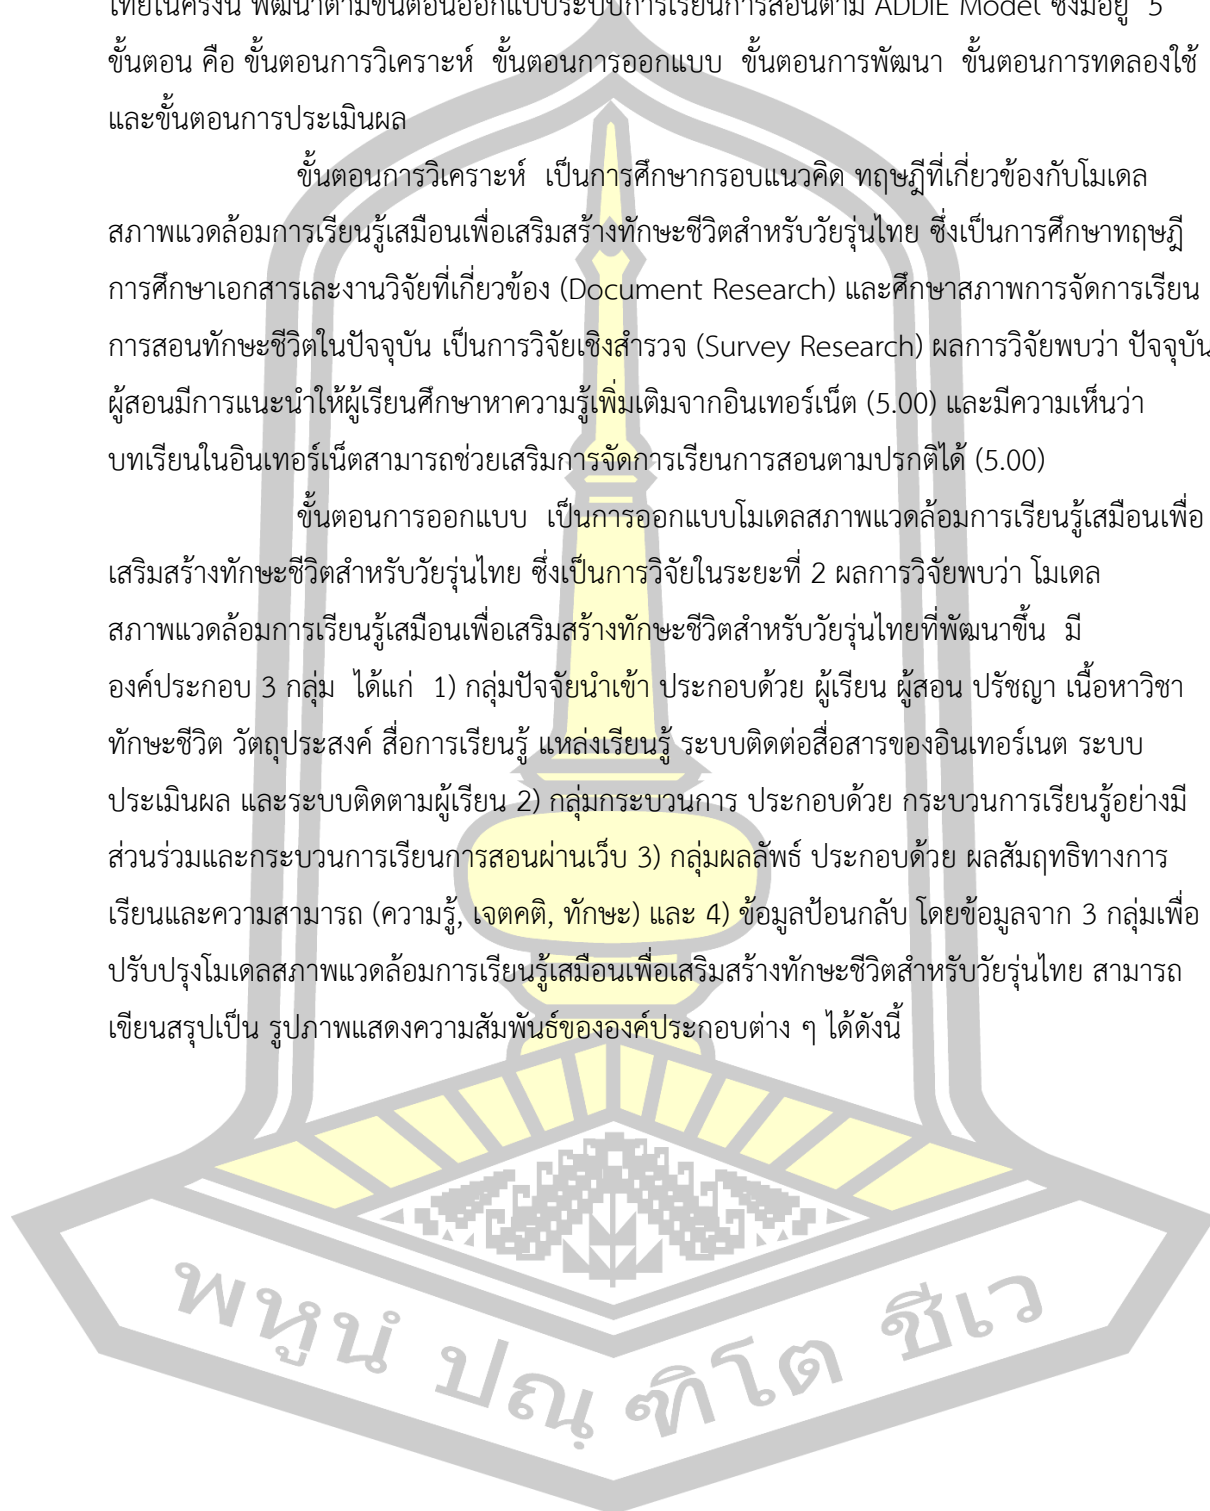 ไทยในครั้งนี้ พัฒนาตามขั้นตอนออกแบบระบบการเรียนการสอนตาม ADDIE Model ซึ่งมีอยู่ 5
ขั้นตอน คือ ขั้นตอนการวิเคราะห์ ขั้นตอนการออกแบบ ขั้นตอนการพัฒนา ขั้นตอนการทดลองใช้
และขั้นตอนการประเมินผล
ขั้นตอนการวิเคราะห์ เป็นการศึกษากรอบแนวคิด ทฤษฎีที่เกี่ยวข้องกับโมเดล
สภาพแวดล้อมการเรียนรู้เสมือนเพื่อเสริมสร้างทักษะชีวิตสำหรับวัยรุ่นไทย ซึ่งเป็นการศึกษาทฤษฎี
การศึกษาเอกสารเละงานวิจัยที่เกี่ยวข้อง (Document Research) และศึกษาสภาพการจัดการเรียน
การสอนทักษะชีวิตในปัจจุบัน เป็นการวิจัยเชิงสำรวจ (Survey Research) ผลการวิจัยพบว่า ปัจจุบัน
ผู้สอนมีการแนะนำให้ผู้เรียนศึกษาหาความรู้เพิ่มเติมจากอินเทอร์เน็ต (5.00) และมีความเห็นว่า
บทเรียนในอินเทอร์เน็ตสามารถช่วยเสริมการจัดการเรียนการสอนตามปรกติได้ (5.00)
ขั้นตอนการออกแบบ เป็นการออกแบบโมเดลสภาพแวดล้อมการเรียนรู้เสมือนเพื่อ
เสริมสร้างทักษะชีวิตสำหรับวัยรุ่นไทย ซึ่งเป็นการวิจัยในระยะที่ 2 ผลการวิจัยพบว่า โมเดล
สภาพแวดล้อมการเรียนรู้เสมือนเพื่อเสริมสร้างทักษะชีวิตสำหรับวัยรุ่นไทยที่พัฒนาขึ้น มี
องค์ประกอบ 3 กลุ่ม ได้แก่ 1) กลุ่มปัจจัยนำเข้า ประกอบด้วย ผู้เรียน ผู้สอน ปรัชญา เนื้อหาวิชา
ทักษะชีวิต วัตถุประสงค์ สื่อการเรียนรู้ แหล่งเรียนรู้ ระบบติดต่อสื่อสารของอินเทอร์เนต ระบบ
ประเมินผล และระบบติดตามผู้เรียน 2) กลุ่มกระบวนการ ประกอบด้วย กระบวนการเรียนรู้อย่างมี
ส่วนร่วมและกระบวนการเรียนการสอนผ่านเว็บ 3) กลุ่มผลลัพธ์ ประกอบด้วย ผลสัมฤทธิทางการ
เรียนและความสามารถ (ความรู้, เจตคติ, ทักษะ) และ 4) ข้อมูลป้อนกลับ โดยข้อมูลจาก 3 กลุ่มเพื่อ
ปรับปรุงโมเดลสภาพแวดล้อมการเรียนรู้เสมือนเพื่อเสริมสร้างทักษะชีวิตสำหรับวัยรุ่นไทย สามารถ
เขียนสรุปเป็น รูปภาพแสดงความสัมพันธ์ขององค์ประกอบต่าง ๆ ได้ดังนี้
พหูนํ ปณฺฑิโต ชีเว